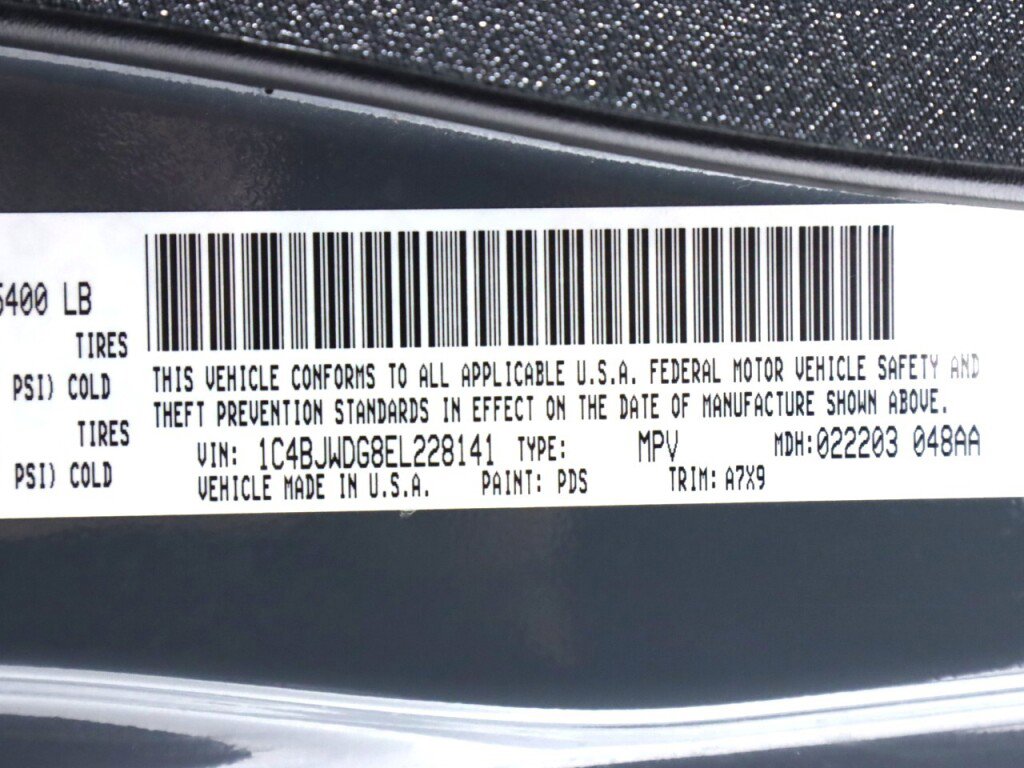 5400 LB
TIRES
PSI) COLD
TIRES
PSI) COLD
THIS VEHICLE CONFORMS TO ALL APPLICABLE U.S.A. FEDERAL MOTOR VEHICLE SAFETY AND
THEFT PREVENTION STANDARDS IN EFFECT ON THE DATE OF MANUFACTURE SHOWN ABOVE.
VIN: 1C4BJWDG8EL228141 TYPE: MPV MDH:022203 048AA
VEHICLE MADE IN U.S.A. PAINT: PDS TRIM: A7X9